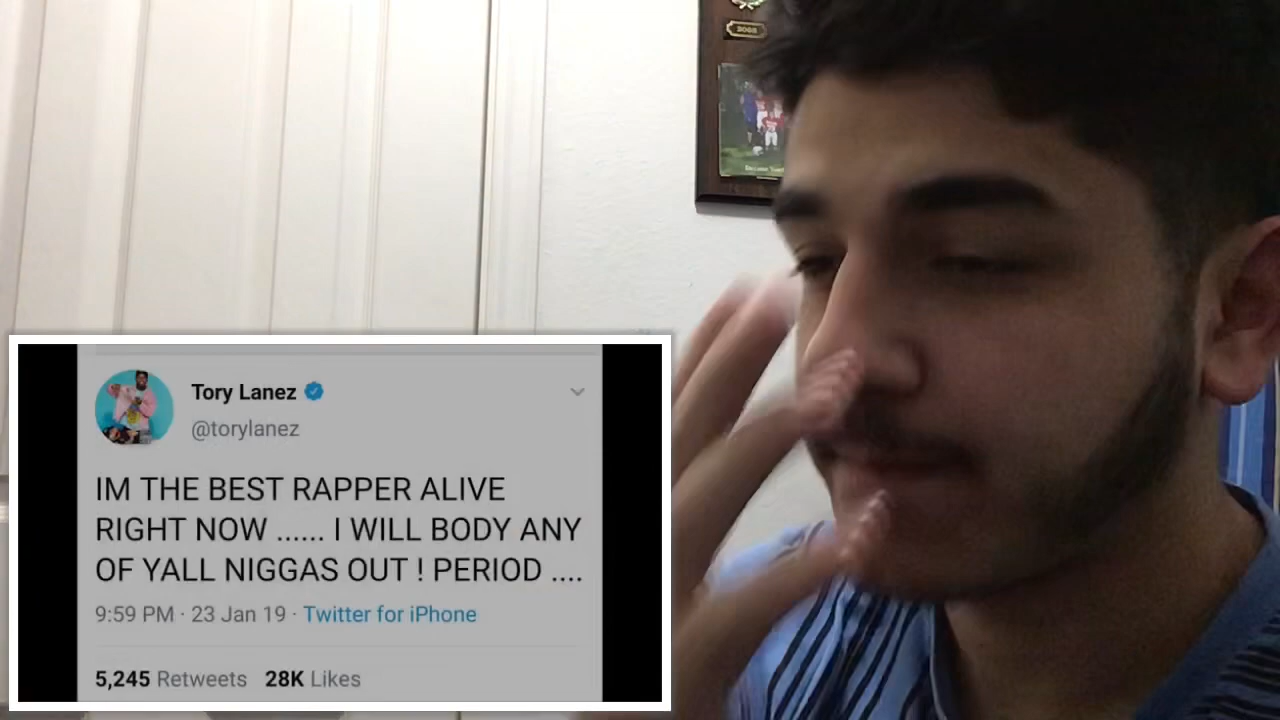 2008
Tory Lanez
@torylanez
IM THE BEST RAPPER ALIVE
RIGHT NOW ...... I WILL BODY ANY
OF YALL NIGGAS OUT ! PERIOD ....
9:59 PM · 23 Jan 19 · Twitter for iPhone
5,245 Retweets 28K Likes